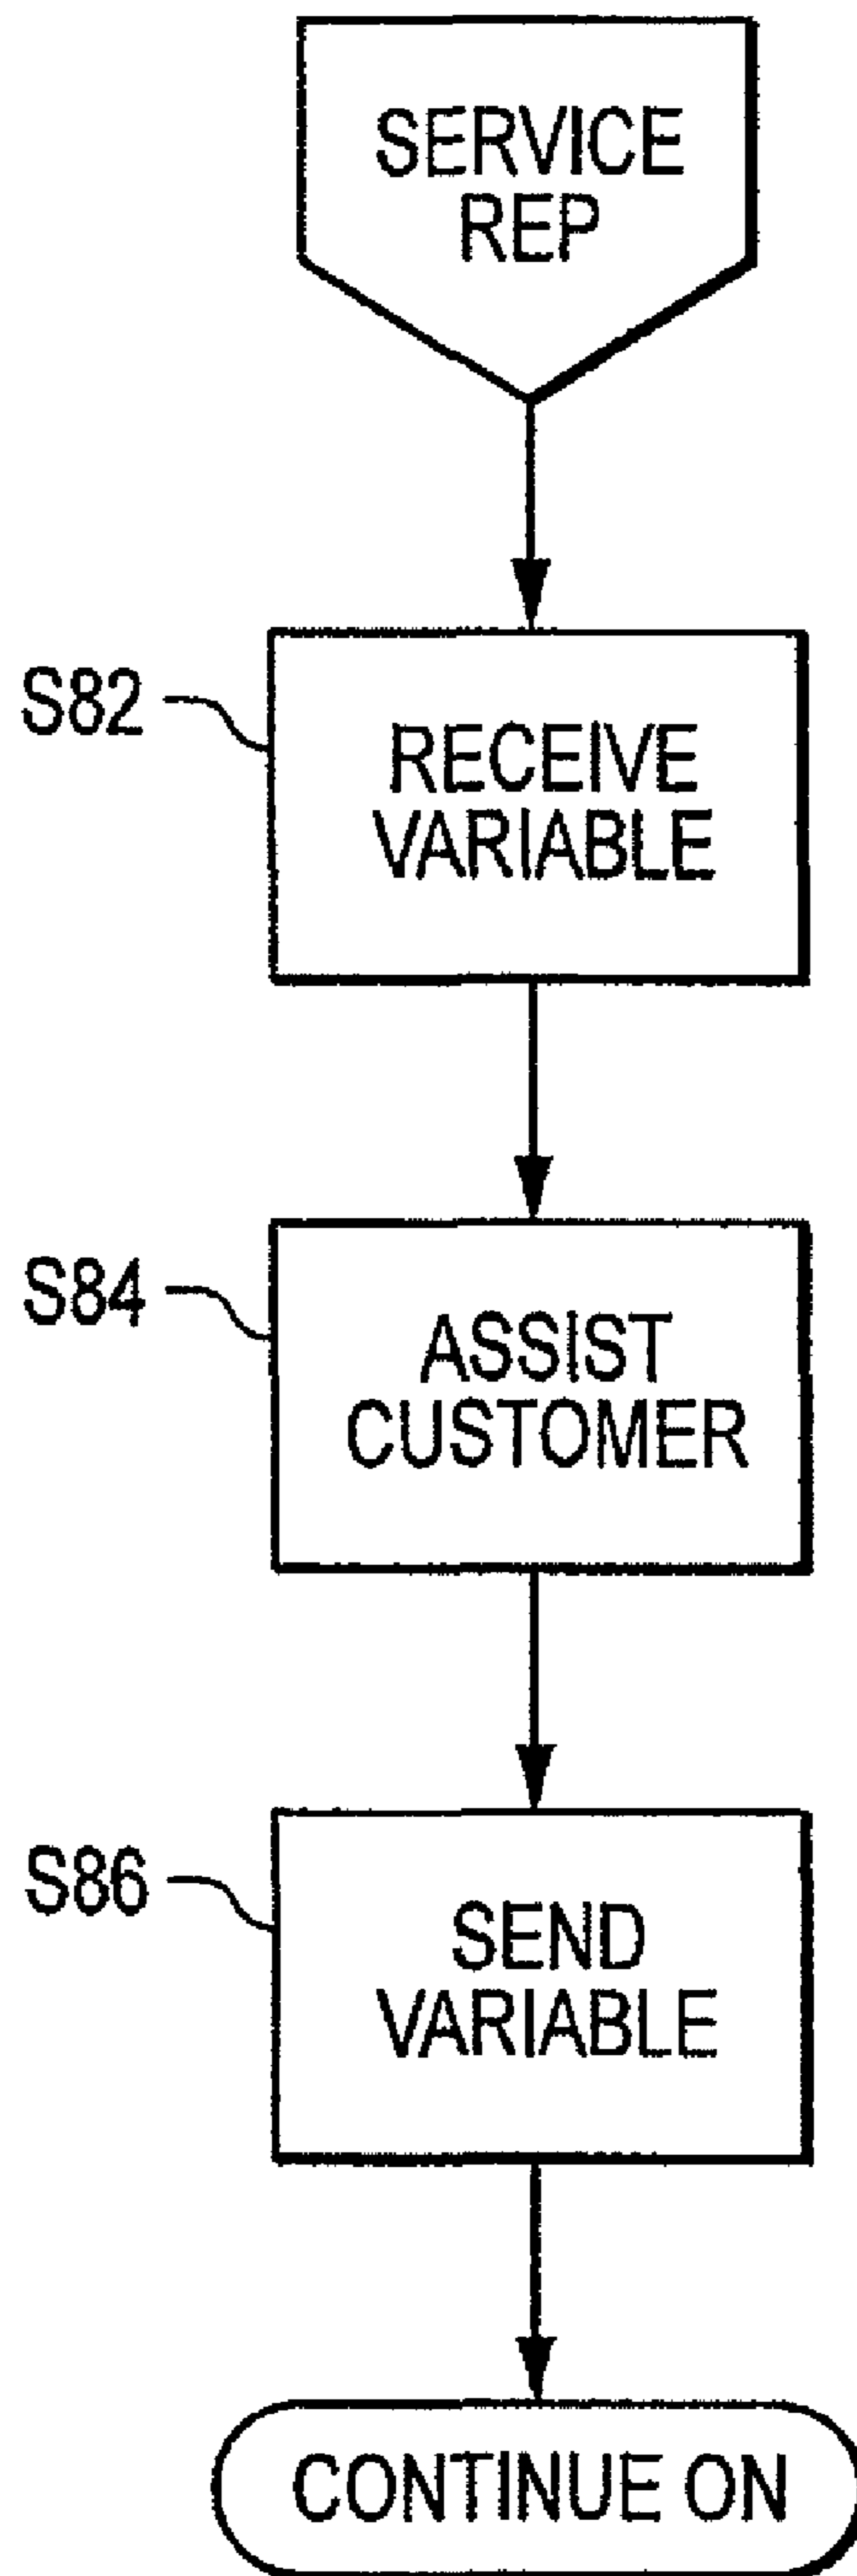 SERVICE
REP
S82
RECEIVE
VARIABLE
S84
ASSIST
CUSTOMER
S86
SEND
VARIABLE
CONTINUE ON